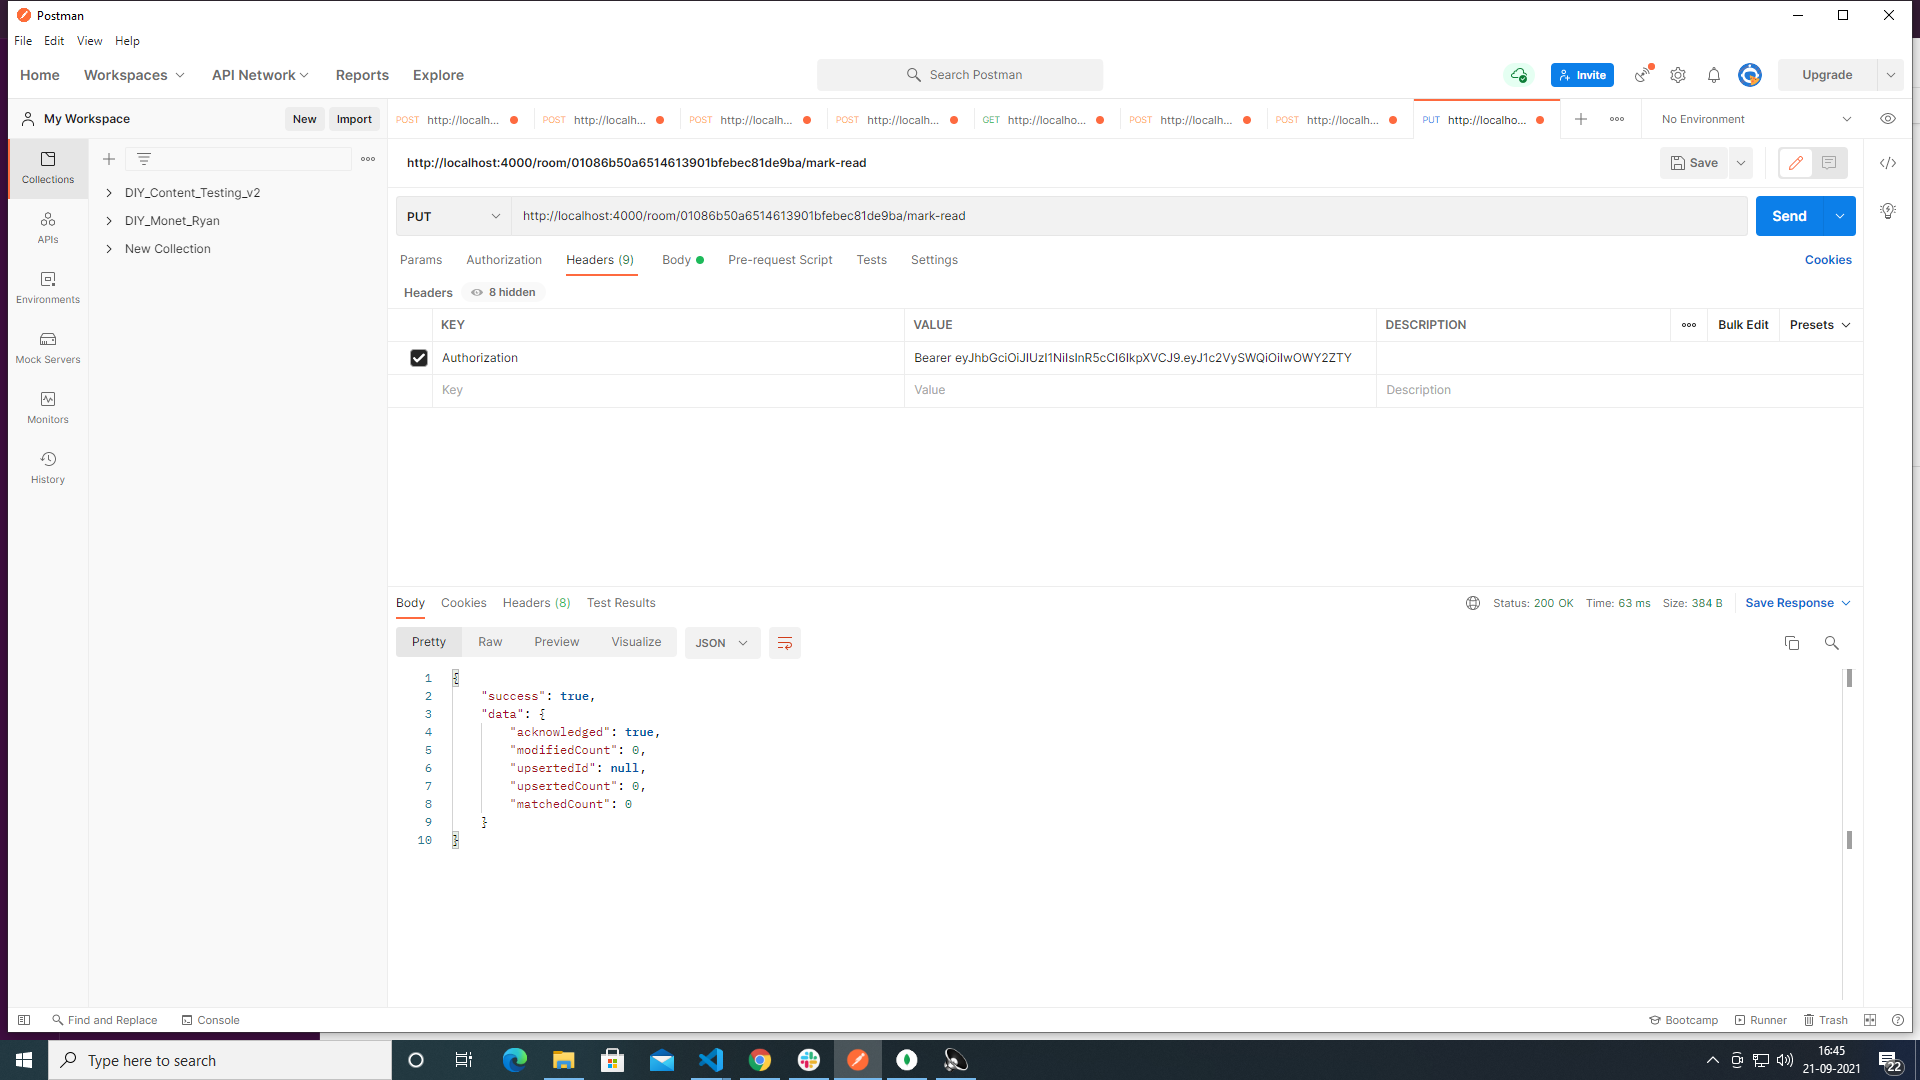 Postman
File Edit View Help
Home Workspaces API Network Reports Explore
Search Postman
Invite
Upgrade
My Workspace
New Import
POST http://localh...
POST http://localh...
POST http://localh...
POST http://localh...
GET http://localho...
POST http://localh...
POST http://localh...
PUT http://localho...
No Environment
Collections
APIs
Environments
Mock Servers
Monitors
History
DIY_Content_Testing_v2
DIY_Monet_Ryan
New Collection
http://localhost:4000/room/01086b50a6514613901bfebec81de9ba/mark-read
Save
PUT http://localhost:4000/room/01086b50a6514613901bfebec81de9ba/mark-read
Send
Params Authorization Headers (9) Body Pre-request Script Tests Settings Cookies
Headers 8 hidden
KEY VALUE DESCRIPTION Bulk Edit Presets
Authorization Bearer eyJhbGciOiJIUzI1NiIsInR5cCI6IkpXVCJ9.eyJ1c2VySWQiOiIwOWY2ZTY
Key Value Description
Body Cookies Headers (8) Test Results
Status: 200 OK Time: 63 ms Size: 384 B Save Response
Pretty Raw Preview Visualize JSON
1 {
2 "success": true,
3 "data": {
4 "acknowledged": true,
5 "modifiedCount": 0,
6 "upsertedId": null,
7 "upsertedCount": 0,
8 "matchedCount": 0
9 }
10 }
Find and Replace Console
Bootcamp Runner Trash
Type here to search
16:45
21-09-2021
22